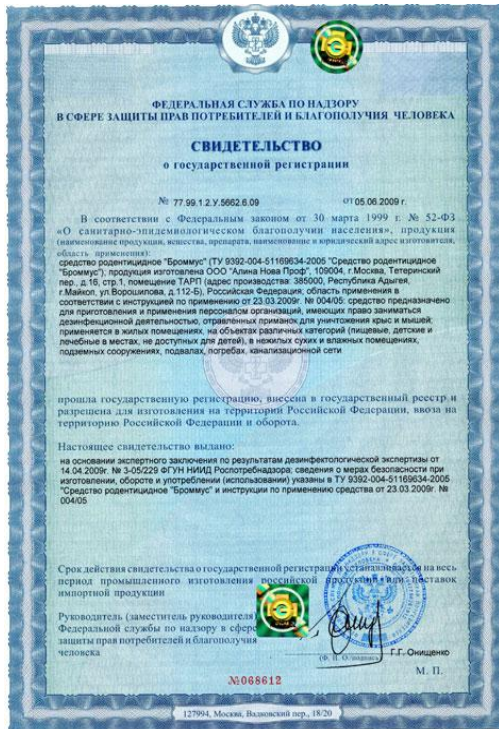 ФЕДЕРАЛЬНАЯ СЛУЖБА ПО НАДЗОРУ
В СФЕРЕ ЗАЩИТЫ ПРАВ ПОТРЕБИТЕЛЕЙ И БЛАГОПОЛУЧИЯ ЧЕЛОВЕКА
СВИДЕТЕЛЬСТВО
о государственной регистрации
№ 77.99.1.2.У.5662.6.09 от 05.06.2009 г.
В соответствии с Федеральным законом от 30 марта 1999 г. № 52-ФЗ
«О санитарно-эпидемиологическом благополучии населения», продукция
(наименование продукции, вещества, препарата, наименование и юридический адрес изготовителя,
область применения):
средство родентицидное "Броммус" (ТУ 9392-004-51169634-2005 "Средство родентицидное
"Броммус"), продукция изготовлена ООО "Алина Нова Проф", 109004, г.Москва, Тетеринский
пер., д.16, стр.1, помещение ТАРП (адрес производства: 385000, Республика Адыгея,
г.Майкоп, ул.Ворошилова, д.112-Б), Российская Федерация; область применения в
соответствии с инструкцией по применению от 23.03.2009г. № 004/05: средство предназначено
для приготовления и применения персоналом организаций, имеющих право заниматься
дезинфекционной деятельностью, отравленных приманок для уничтожения крыс и мышей:
применяется в жилых помещениях, на объектах различных категорий (пищевые, детские и
лечебные в местах, не доступных для детей), в нежилых сухих и влажных помещениях,
подземных сооружениях, подвалах, погребах, канализационной сети
прошла государственную регистрацию, внесена в государственный реестр и
разрешена для изготовления на территории Российской Федерации, ввоза на
территорию Российской Федерации и оборота.
Настоящее свидетельство выдано:
на основании экспертного заключения по результатам дезинфектологической экспертизы от
14.04.2009г. № 3-05/229 ФГУН НИИД Роспотребнадзора; сведения о мерах безопасности при
изготовлении, обороте и употреблении (использовании) указаны в ТУ 9392-004-51169634-2005
"Средство родентицидное "Броммус" и инструкции по применению средства от 23.03.2009г. №
004/05
Срок действия свидетельства о государственной регистрации устанавливается на весь
период промышленного изготовления российской продукции или поставок
импортной продукции
Руководитель (заместитель руководителя)
Федеральной службы по надзору в сфере
защиты прав потребителей и благополучия
человека
Г.Г. Онищенко
(Ф. И. О./подпись
М. П.
№068612
127994, Москва, Вадковский пер., 18/20